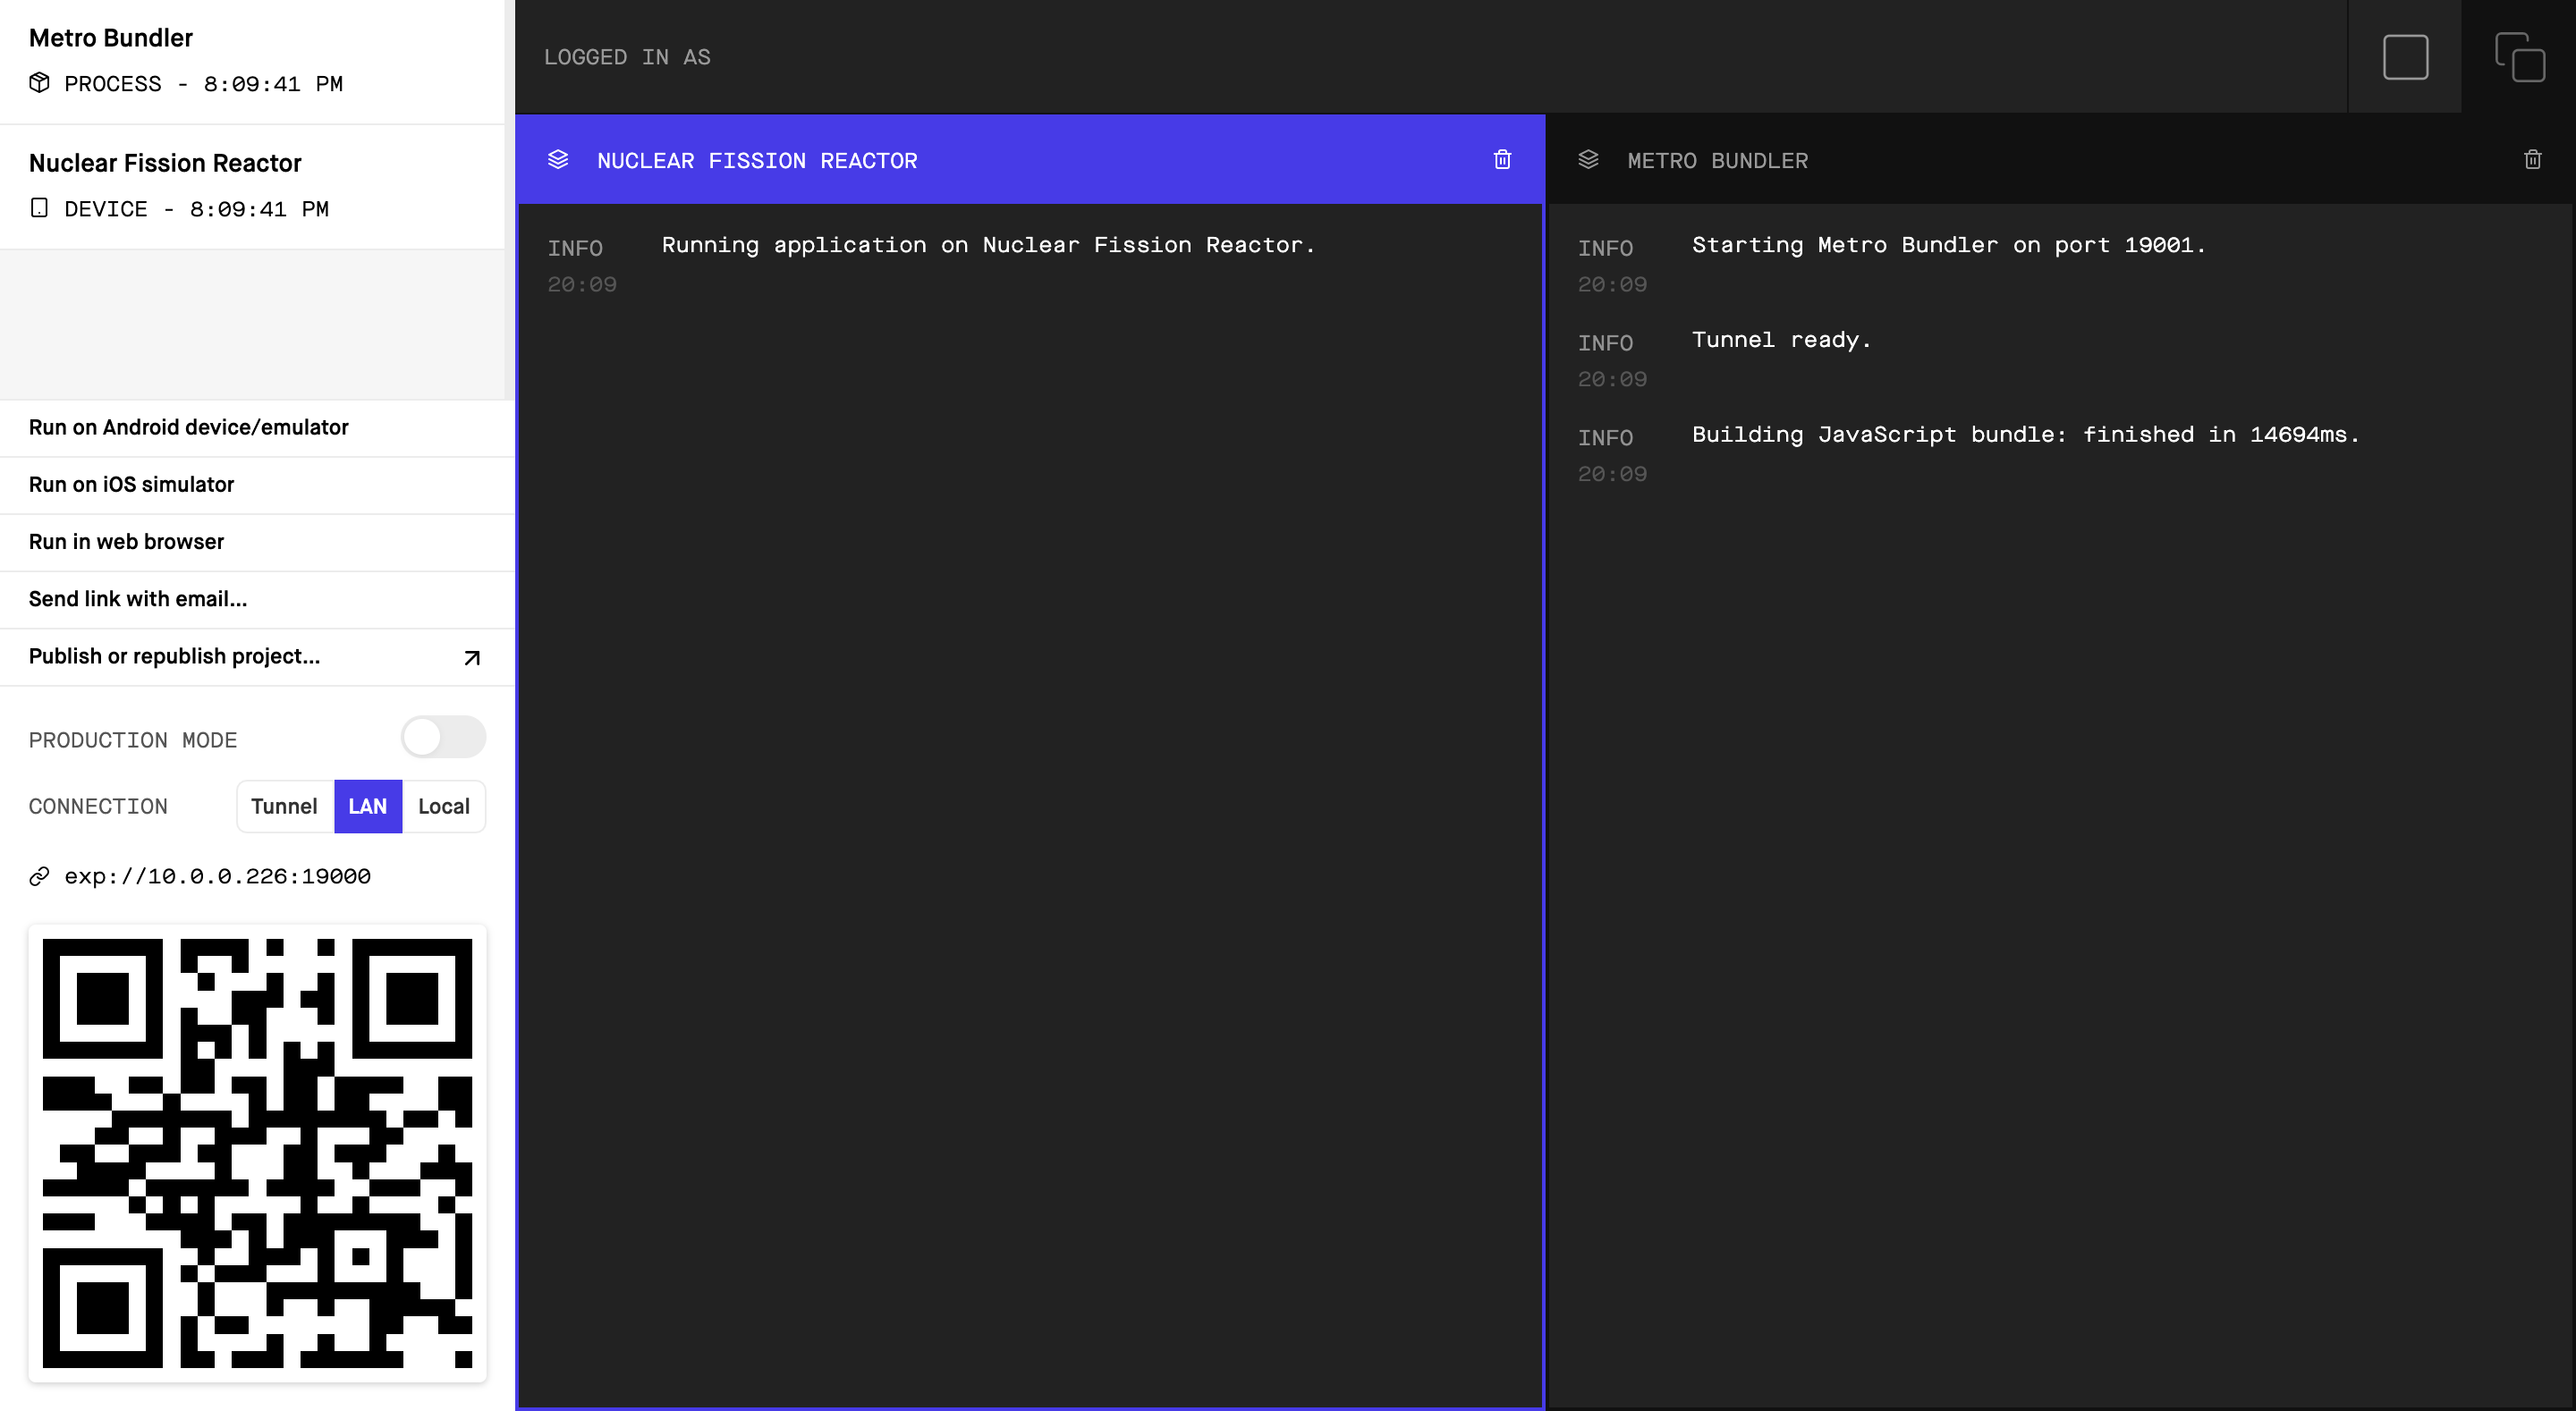 Metro Bundler
PROCESS - 8:09:41 PM
Nuclear Fission Reactor
DEVICE - 8:09:41 PM
Run on Android device/emulator
Run on iOS simulator
Run in web browser
Send link with email...
Publish or republish project...
PRODUCTION MODE
CONNECTION Tunnel LAN Local
exp://10.0.0.226:19000
LOGGED IN AS
NUCLEAR FISSION REACTOR
INFO Running application on Nuclear Fission Reactor.
20:09
METRO BUNDLER
INFO Starting Metro Bundler on port 19001.
20:09
INFO Tunnel ready.
20:09
INFO Building JavaScript bundle: finished in 14694ms.
20:09